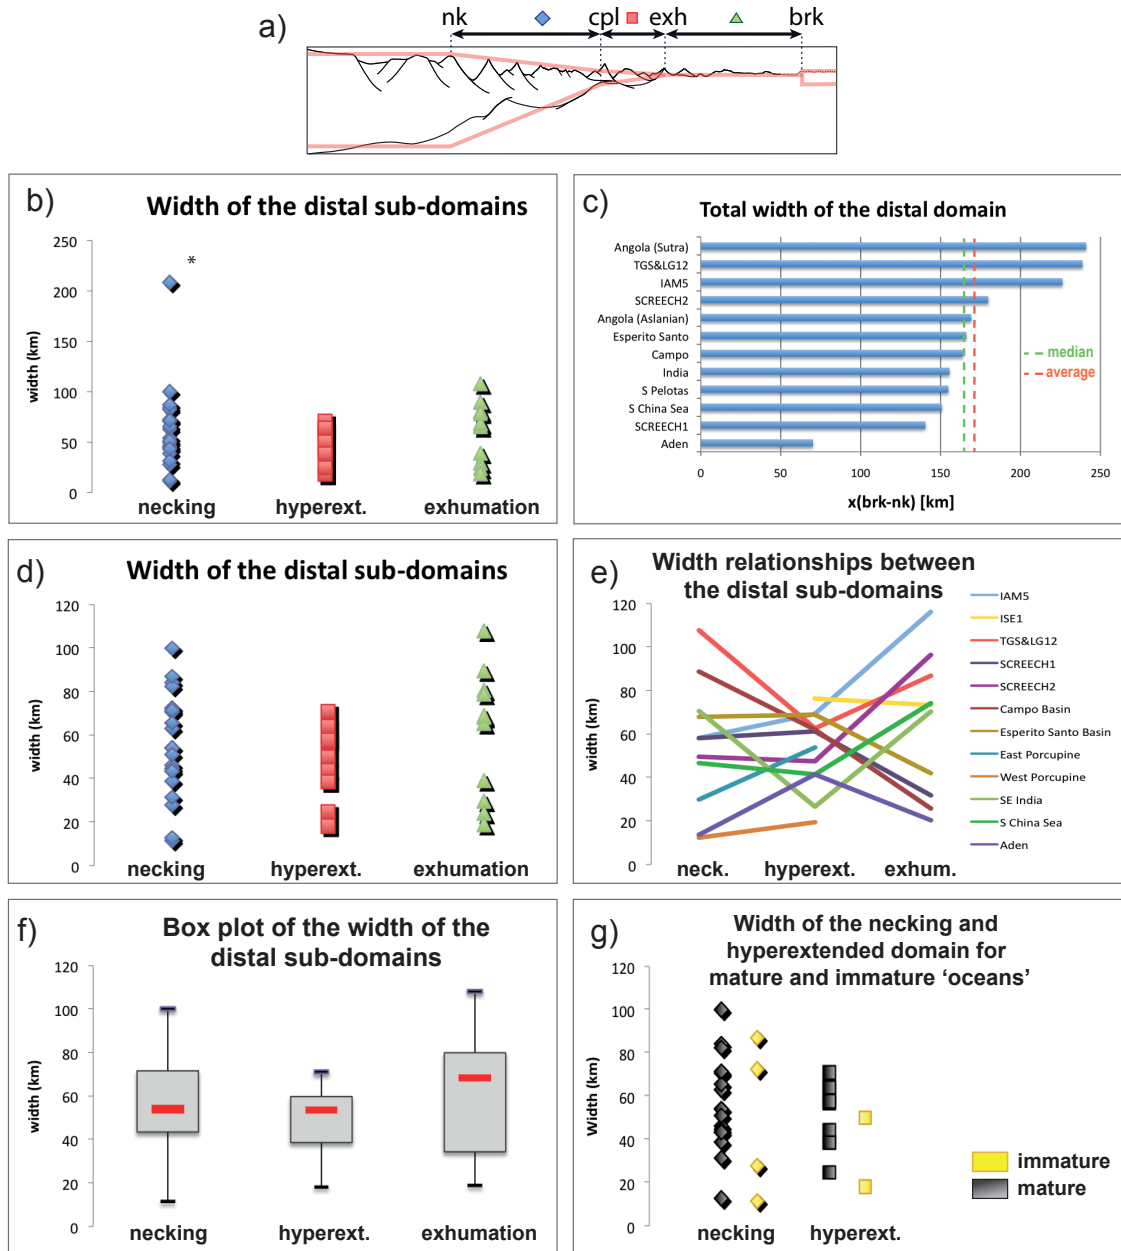 a)
nk cpl exh brk
b)
Width of the distal sub-domains
250
200
150
100
50
0
width (km)
*
necking hyperext. exhumation
c)
Total width of the distal domain
Angola (Sutra)
TGS&LG12
IAM5
SCREECH2
Angola (Aslanian)
Esperito Santo
Campo
India
S Pelotas
S China Sea
SCREECH1
Aden
median
average
0 50 100 150 200 250
x(brk-nk) [km]
d)
Width of the distal sub-domains
120
100
80
60
40
20
0
width (km)
necking hyperext. exhumation
e)
Width relationships between
the distal sub-domains
120
100
80
60
40
20
0
width (km)
neck. hyperext. exhum.
IAM5
ISE1
TGS&LG12
SCREECH1
SCREECH2
Campo Basin
Esperito Santo Basin
East Porcupine
West Porcupine
SE India
S China Sea
Aden
f)
Box plot of the width of the
distal sub-domains
120
100
80
60
40
20
0
width (km)
necking hyperext. exhumation
g)
Width of the necking and
hyperextended domain for
mature and immature ‘oceans’
120
100
80
60
40
20
0
Width (km)
necking hyperext.
immature
mature